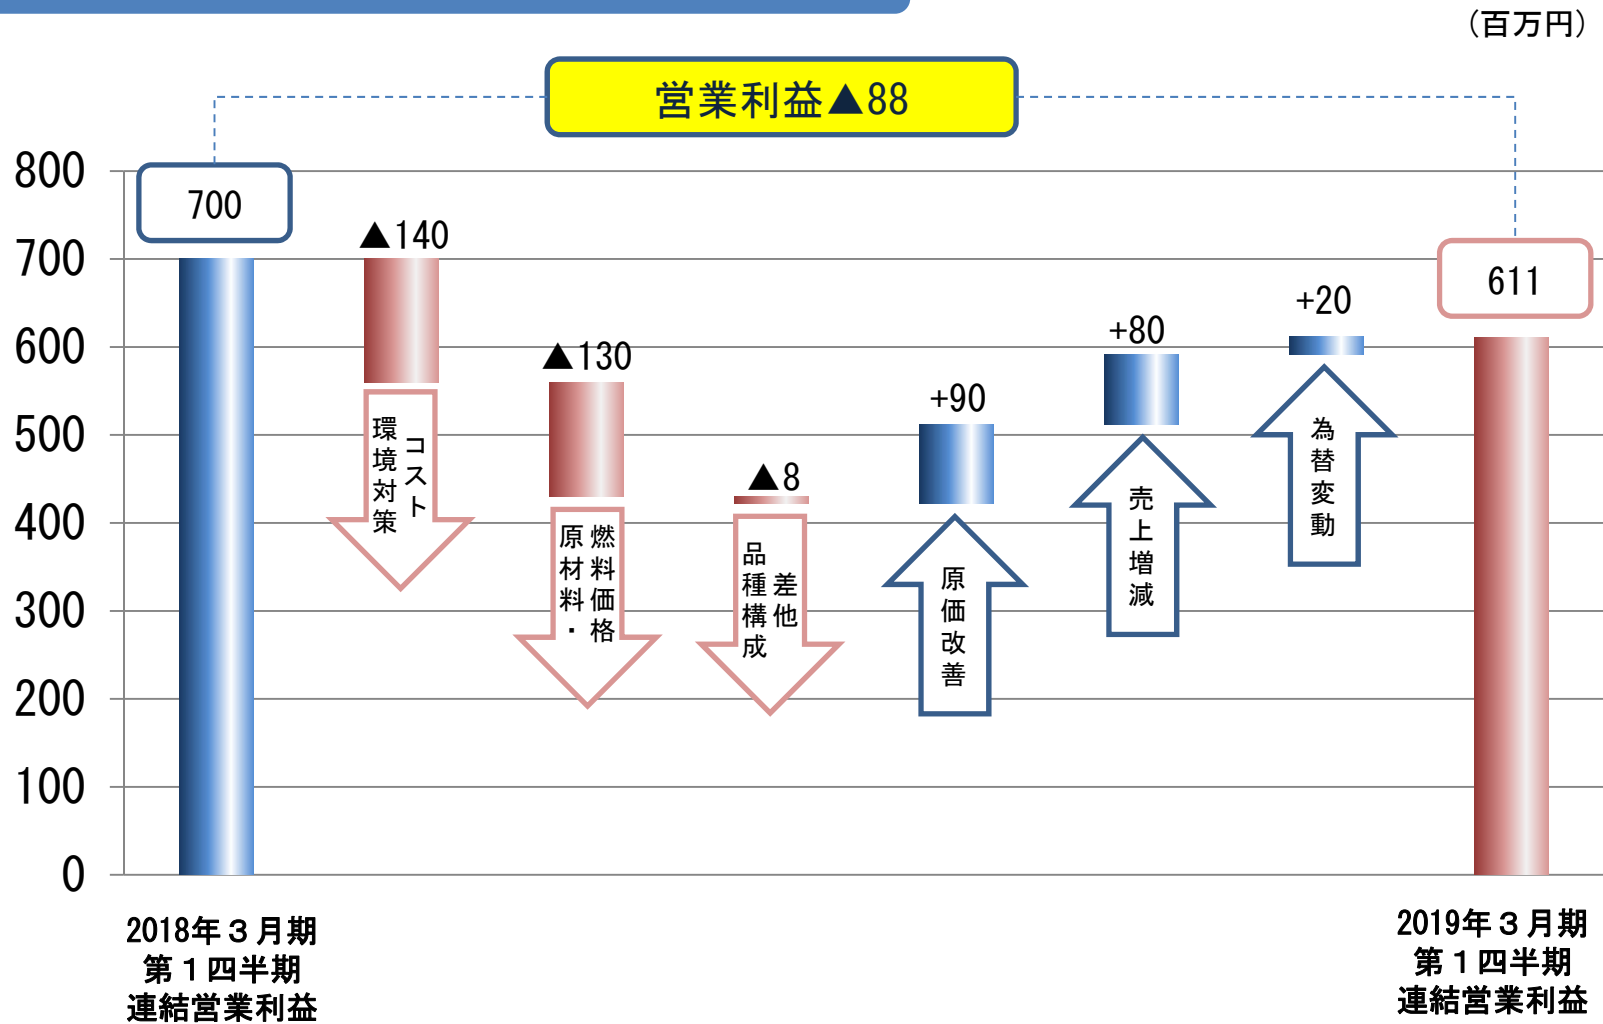 （百万円）
営業利益▲88
800
700
600
500
400
300
200
100
0
700
▲140
▲130
▲8
+90
+80
+20
611
環境対策
コスト
原材料・
燃料価格
品種構成
差他
原価改善
売上増減
為替変動
2018年３月期
第１四半期
連結営業利益
2019年３月期
第１四半期
連結営業利益